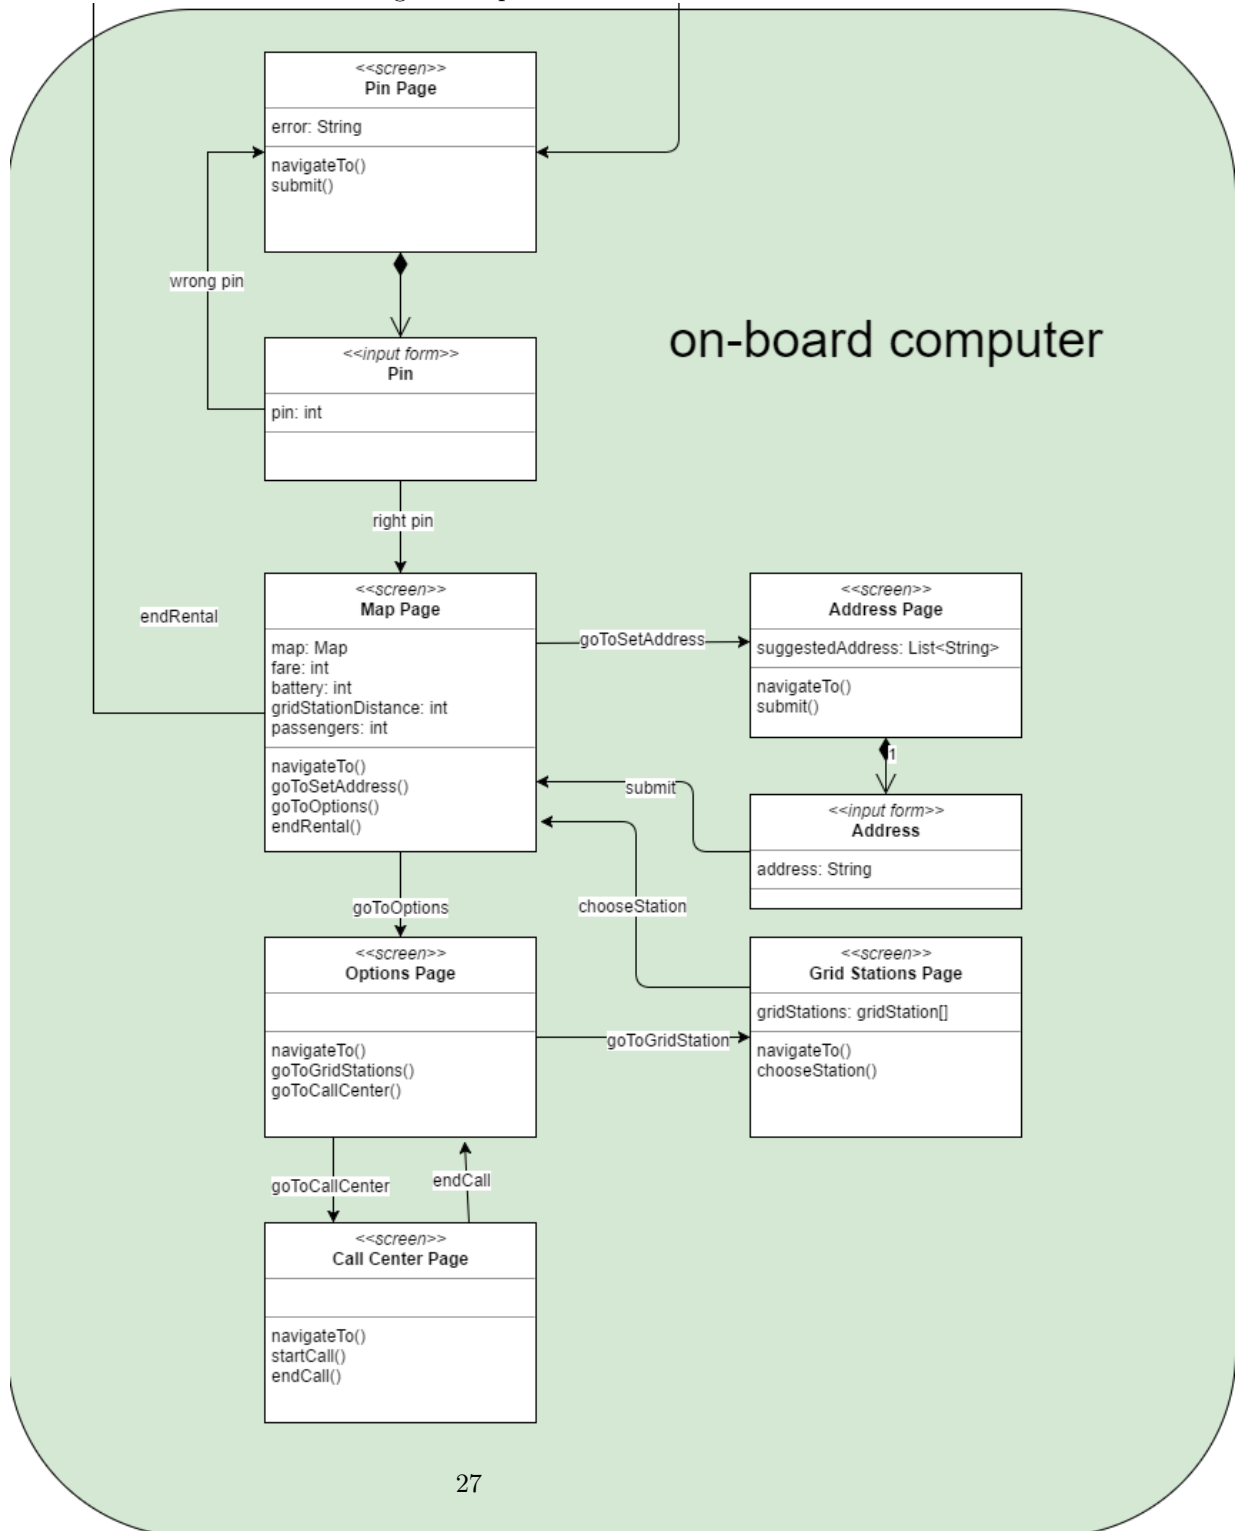 <<screen>>
Pin Page
error: String
navigateTo()
submit()
wrong pin
on-board computer
<<input form>>
Pin
pin: int
right pin
<<screen>>
Map Page
map: Map
fare: int
battery: int
gridStationDistance: int
passengers: int
navigateTo()
goToSetAddress()
goToOptions()
endRental()
endRental
goToSetAddress
<<screen>>
Address Page
suggestedAddress: List<String>
navigateTo()
submit()
1
submit
<<input form>>
Address
address: String
chooseStation
goToOptions
<<screen>>
Options Page
navigateTo()
goToGridStations()
goToCallCenter()
goToGridStation
<<screen>>
Grid Stations Page
gridStations: gridStation[]
navigateTo()
chooseStation()
goToCallCenter
endCall
<<screen>>
Call Center Page
navigateTo()
startCall()
endCall()
27